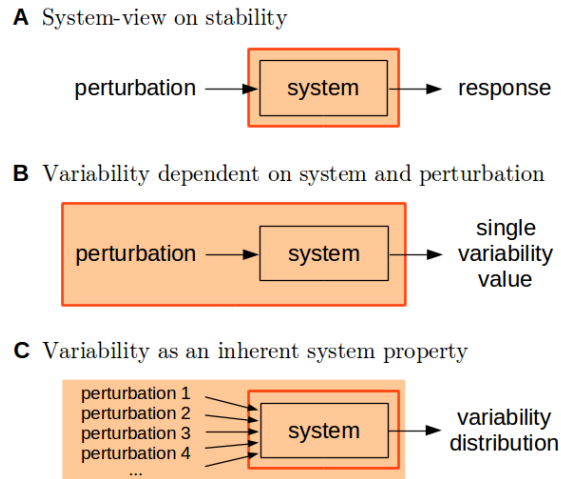 A System-view on stability
perturbation
system
response
B Variability dependent on system and perturbation
perturbation
system
single
variability
value
C Variability as an inherent system property
perturbation 1
perturbation 2
perturbation 3
perturbation 4
...
system
variability
distribution